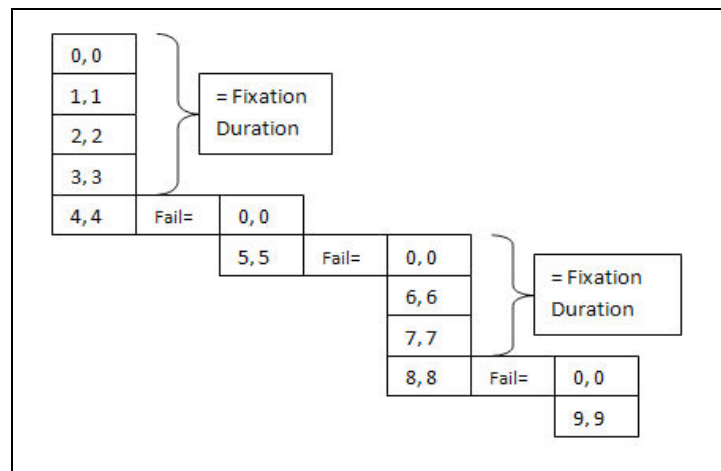 0,0
1,1
2,2
3,3
= Fixation
Duration
4,4 Fail= 0,0
5,5 Fail= 0,0
6,6
7,7
= Fixation
Duration
8,8 Fail= 0,0
9,9